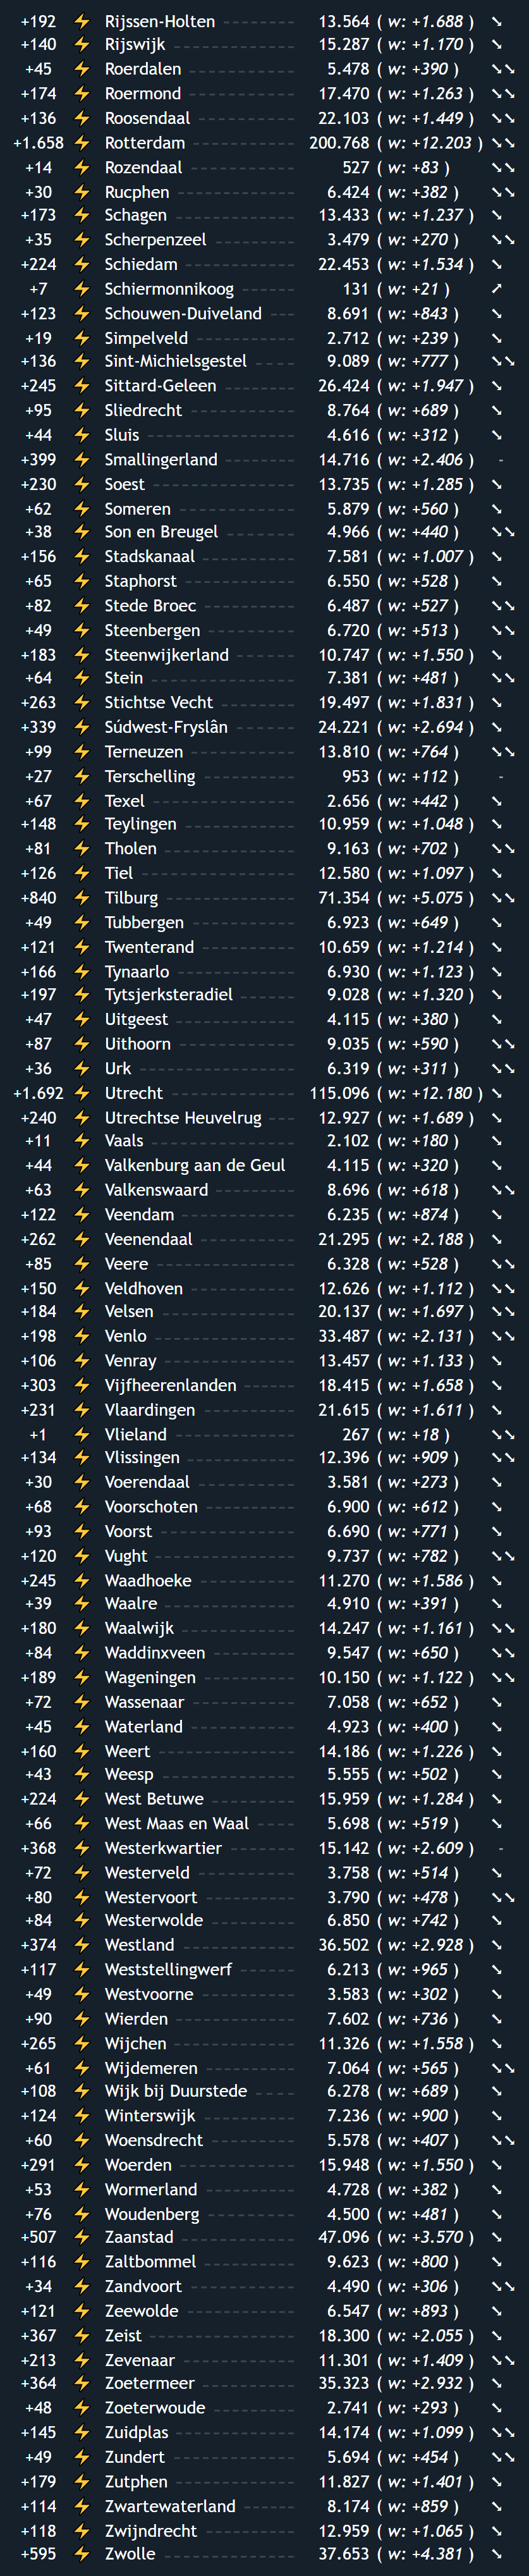 +192 ⚡ Rijssen-Holten ---------- 13.564 ( w: +1.688 ) ↘
+140 ⚡ Rijswijk ---------------- 15.287 ( w: +1.170 ) ↘
+45 ⚡ Roerdalen -------------- 5.478 ( w: +390 ) ↘↘
+174 ⚡ Roermond -------------- 17.470 ( w: +1.263 ) ↘↘
+136 ⚡ Roosendaal ------------- 22.103 ( w: +1.449 ) ↘↘
+1.658 ⚡ Rotterdam -------------- 200.768 ( w: +12.203 ) ↘↘
+14 ⚡ Rozendaal -------------- 527 ( w: +83 ) ↘↘
+30 ⚡ Rucphen ---------------- 6.424 ( w: +382 ) ↘↘
+173 ⚡ Schagen ---------------- 13.433 ( w: +1.237 ) ↘
+35 ⚡ Scherpenzeel ----------- 3.479 ( w: +270 ) ↘↘
+224 ⚡ Schiedam --------------- 22.453 ( w: +1.534 ) ↘
+7 ⚡ Schiermonnikoog -------- 131 ( w: +21 ) ↗
+123 ⚡ Schouwen-Duiveland --- 8.691 ( w: +843 ) ↘
+19 ⚡ Simpelveld -------------- 2.712 ( w: +239 ) ↘
+136 ⚡ Sint-Michielsgestel ----- 9.089 ( w: +777 ) ↘↘
+245 ⚡ Sittard-Geleen ---------- 26.424 ( w: +1.947 ) ↘
+95 ⚡ Sliedrecht -------------- 8.764 ( w: +689 ) ↘
+44 ⚡ Sluis -------------------- 4.616 ( w: +312 ) ↘
+399 ⚡ Smallingerland ---------- 14.716 ( w: +2.406 ) -
+230 ⚡ Soest ------------------- 13.735 ( w: +1.285 ) ↘
+62 ⚡ Someren ---------------- 5.879 ( w: +560 ) ↘
+38 ⚡ Son en Breugel --------- 4.966 ( w: +440 ) ↘↘
+156 ⚡ Stadskanaal ------------ 7.581 ( w: +1.007 ) ↘
+65 ⚡ Staphorst --------------- 6.550 ( w: +528 ) ↘
+82 ⚡ Stede Broec ------------ 6.487 ( w: +527 ) ↘↘
+49 ⚡ Steenbergen ------------ 6.720 ( w: +513 ) ↘↘
+183 ⚡ Steenwijkerland -------- 10.747 ( w: +1.550 ) ↘
+64 ⚡ Stein ------------------- 7.381 ( w: +481 ) ↘↘
+263 ⚡ Stichtse Vecht ---------- 19.497 ( w: +1.831 ) ↘
+339 ⚡ Súdwest-Fryslân -------- 24.221 ( w: +2.694 ) ↘
+99 ⚡ Terneuzen -------------- 13.810 ( w: +764 ) ↘↘
+27 ⚡ Terschelling ------------ 953 ( w: +112 ) -
+67 ⚡ Texel ------------------- 2.656 ( w: +442 ) ↘
+148 ⚡ Teylingen --------------- 10.959 ( w: +1.048 ) ↘
+81 ⚡ Tholen ----------------- 9.163 ( w: +702 ) ↘↘
+126 ⚡ Tiel --------------------- 12.580 ( w: +1.097 ) ↘
+840 ⚡ Tilburg ----------------- 71.354 ( w: +5.075 ) ↘↘
+49 ⚡ Tubbergen -------------- 6.923 ( w: +649 ) ↘
+121 ⚡ Twenterand ------------ 10.659 ( w: +1.214 ) ↘
+166 ⚡ Tynaarlo ---------------- 6.930 ( w: +1.123 ) ↘
+197 ⚡ Tytsjerksteradiel ------- 9.028 ( w: +1.320 ) ↘
+47 ⚡ Uitgeest ---------------- 4.115 ( w: +380 ) ↘
+87 ⚡ Uithoorn --------------- 9.035 ( w: +590 ) ↘↘
+36 ⚡ Urk --------------------- 6.319 ( w: +311 ) ↘↘
+1.692 ⚡ Utrecht ----------------- 115.096 ( w: +12.180 ) ↘
+240 ⚡ Utrechtse Heuvelrug --- 12.927 ( w: +1.689 ) ↘
+11 ⚡ Vaals ------------------- 2.102 ( w: +180 ) ↘
+44 ⚡ Valkenburg aan de Geul 4.115 ( w: +320 ) ↘
+63 ⚡ Valkenswaard ---------- 8.696 ( w: +618 ) ↘↘
+122 ⚡ Veendam --------------- 6.235 ( w: +874 ) ↘
+262 ⚡ Veenendaal ------------- 21.295 ( w: +2.188 ) ↘
+85 ⚡ Veere ------------------- 6.328 ( w: +528 ) ↘↘
+150 ⚡ Veldhoven -------------- 12.626 ( w: +1.112 ) ↘↘
+184 ⚡ Velsen ------------------ 20.137 ( w: +1.697 ) ↘↘
+198 ⚡ Venlo ------------------- 33.487 ( w: +2.131 ) ↘↘
+106 ⚡ Venray ----------------- 13.457 ( w: +1.133 ) ↘
+303 ⚡ Vijfheerenlanden ------- 18.415 ( w: +1.658 ) ↘
+231 ⚡ Vlaardingen ------------ 21.615 ( w: +1.611 ) ↘
+1 ⚡ Vlieland ---------------- 267 ( w: +18 ) ↘↘
+134 ⚡ Vlissingen -------------- 12.396 ( w: +909 ) ↘
+30 ⚡ Voerendaal ------------- 3.581 ( w: +273 ) ↘
+68 ⚡ Voorschoten ----------- 6.900 ( w: +612 ) ↘
+93 ⚡ Voorst ------------------ 6.690 ( w: +771 ) ↘
+120 ⚡ Vught ------------------ 9.737 ( w: +782 ) ↘↘
+245 ⚡ Waadhoeke ------------- 11.270 ( w: +1.586 ) ↘
+39 ⚡ Waalre ----------------- 4.910 ( w: +391 ) ↘
+180 ⚡ Waalwijk --------------- 14.247 ( w: +1.161 ) ↘↘
+84 ⚡ Waddinxveen ----------- 9.547 ( w: +650 ) ↘
+189 ⚡ Wageningen ------------ 10.150 ( w: +1.122 ) ↘↘
+72 ⚡ Wassenaar -------------- 7.058 ( w: +652 ) ↘
+45 ⚡ Waterland -------------- 4.923 ( w: +400 ) ↘
+160 ⚡ Weert ------------------ 14.186 ( w: +1.226 ) ↘
+43 ⚡ Weesp ------------------ 5.555 ( w: +502 ) ↘
+224 ⚡ West Betuwe ----------- 15.959 ( w: +1.284 ) ↘
+66 ⚡ West Maas en Waal ----- 5.698 ( w: +519 ) ↘
+368 ⚡ Westerkwartier --------- 15.142 ( w: +2.609 ) -
+72 ⚡ Westerveld ------------- 3.758 ( w: +514 ) ↘
+80 ⚡ Westervoort ------------ 3.790 ( w: +478 ) ↘↘
+84 ⚡ Westerwolde ----------- 6.850 ( w: +742 ) ↘
+374 ⚡ Westland --------------- 36.502 ( w: +2.928 ) ↘
+117 ⚡ Weststellingwerf ------- 6.213 ( w: +965 ) ↘
+49 ⚡ Westvoorne ------------ 3.583 ( w: +302 ) ↘
+90 ⚡ Wierden ---------------- 7.602 ( w: +736 ) ↘
+265 ⚡ Wijchen ---------------- 11.326 ( w: +1.558 ) ↘
+61 ⚡ Wijdemeren ------------ 7.064 ( w: +565 ) ↘↘
+108 ⚡ Wijk bij Duurstede ----- 6.278 ( w: +689 ) ↘
+124 ⚡ Winterswijk ------------- 7.236 ( w: +900 ) ↘
+60 ⚡ Woensdrecht ----------- 5.578 ( w: +407 ) ↘↘
+291 ⚡ Woerden --------------- 15.948 ( w: +1.550 ) ↘
+53 ⚡ Wormerland ------------ 4.728 ( w: +382 ) ↘
+76 ⚡ Woudenberg ------------ 4.500 ( w: +481 ) ↘
+507 ⚡ Zaanstad --------------- 47.096 ( w: +3.570 ) ↘
+116 ⚡ Zaltbommel ------------ 9.623 ( w: +800 ) ↘
+34 ⚡ Zandvoort -------------- 4.490 ( w: +306 ) ↘↘
+121 ⚡ Zeewolde --------------- 6.547 ( w: +893 ) ↘
+367 ⚡ Zeist ------------------- 18.300 ( w: +2.055 ) ↘
+213 ⚡ Zevenaar --------------- 11.301 ( w: +1.409 ) ↘↘
+364 ⚡ Zoetermeer ------------ 35.323 ( w: +2.932 ) ↘
+48 ⚡ Zoeterwoude ----------- 2.741 ( w: +293 ) ↘
+145 ⚡ Zuidplas ---------------- 14.174 ( w: +1.099 ) ↘↘
+49 ⚡ Zundert ---------------- 5.694 ( w: +454 ) ↘↘
+179 ⚡ Zutphen ---------------- 11.827 ( w: +1.401 ) ↘
+114 ⚡ Zwartewaterland ------- 8.174 ( w: +859 ) ↘
+118 ⚡ Zwijndrecht ------------ 12.959 ( w: +1.065 ) ↘
+595 ⚡ Zwolle ------------------ 37.653 ( w: +4.381 ) ↘